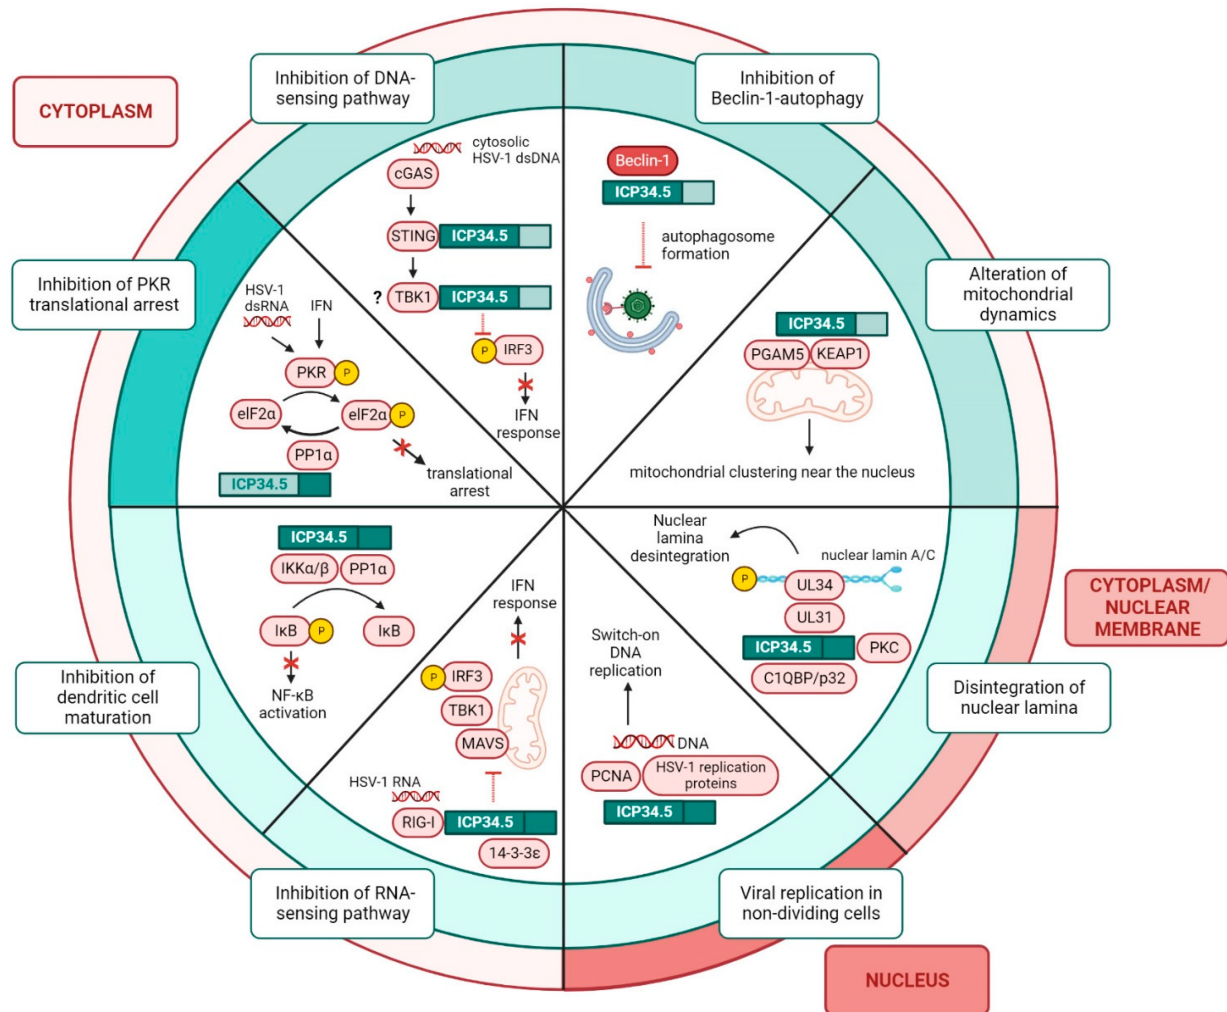 CYTOPLASM
Inhibition of DNA-
sensing pathway
cytosolic
HSV-1 dsDNA
cGAS
STING
ICP34.5
?
TBK1
ICP34.5
P
IRF3
IFN
response
Inhibition of
Beclin-1-autophagy
Beclin-1
ICP34.5
autophagosome
formation
Alteration of
mitochondrial
dynamics
ICP34.5
PGAM5
KEAP1
mitochondrial clustering near the nucleus
Inhibition of PKR
translational arrest
HSV-1
dsRNA
IFN
PKR
P
elF2α
elF2α
P
PP1α
ICP34.5
translational
arrest
Inhibition of
dendritic cell
maturation
ICP34.5
IKKα/β
PP1α
IκB
P
IκB
NF-κB
activation
Inhibition of RNA-
sensing pathway
IFN
response
P
IRF3
TBK1
MAVS
HSV-1 RNA
RIG-I
ICP34.5
14-3-3ε
Viral replication in
non-dividing cells
Switch-on
DNA
replication
DNA
PCNA
HSV-1 replication
proteins
ICP34.5
NUCLEUS
Disintegration of
nuclear lamina
Nuclear
lamina
desintegration
nuclear lamin A/C
P
UL34
UL31
ICP34.5
PKC
C1QBP/p32
CYTOPLASM/
NUCLEAR
MEMBRANE